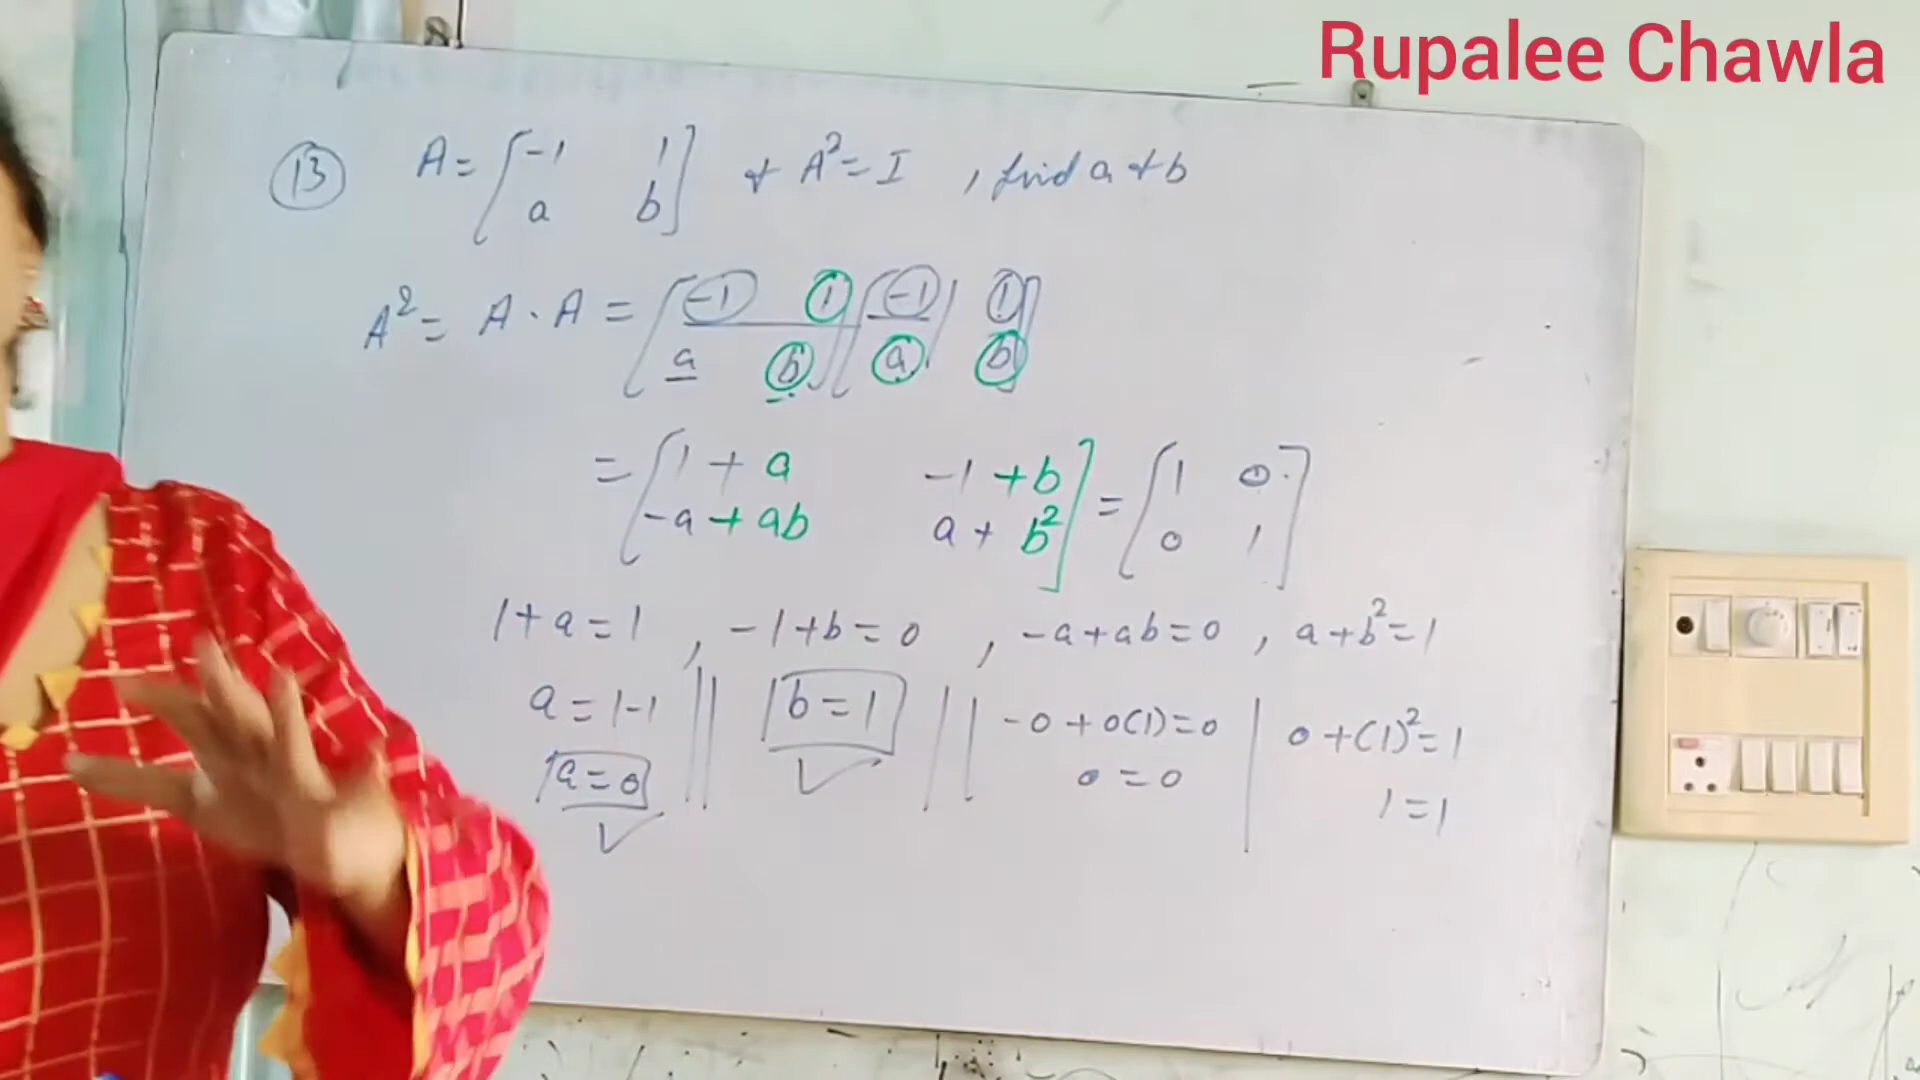 Rupalee Chawla
(13) A = [-1 1
a b] & A² = I , find a & b
A² = A · A = [-1 1
a b] [-1 1
a b]
= [1 + a -1 + b
-a + ab a + b²] = [1 0
0 1]
1 + a = 1 , -1 + b = 0 , -a + ab = 0 , a + b² = 1
a = 1-1 || b = 1 || -0 + 0(1) = 0 | 0 + (1)² = 1
a = 0 ✓ 0 = 0 1 = 1